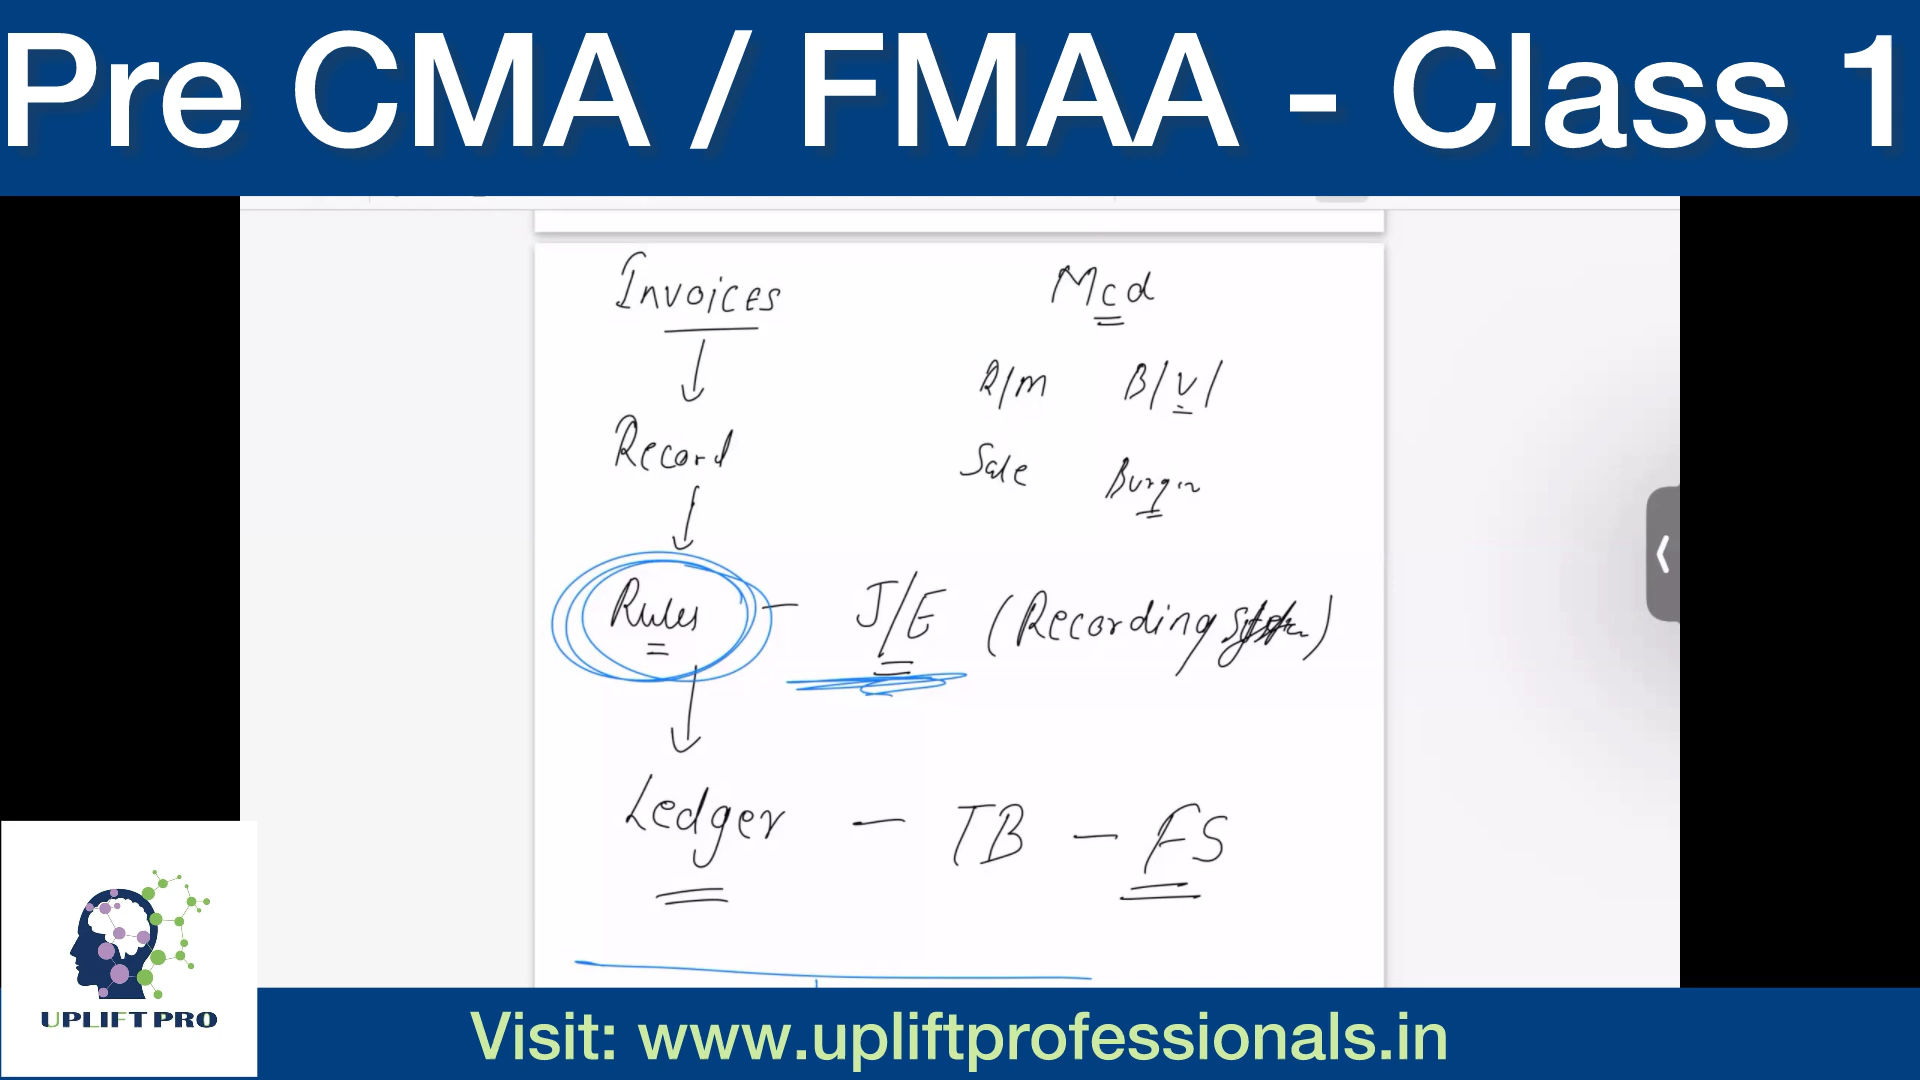 Pre CMA / FMAA - Class 1
Invoices
Mcd
R/m B/V/
Record
Sale Burger
Rules - J/E (Recording System)
Ledger - TB - FS
UPLIFT PRO
Visit: www.upliftprofessionals.in